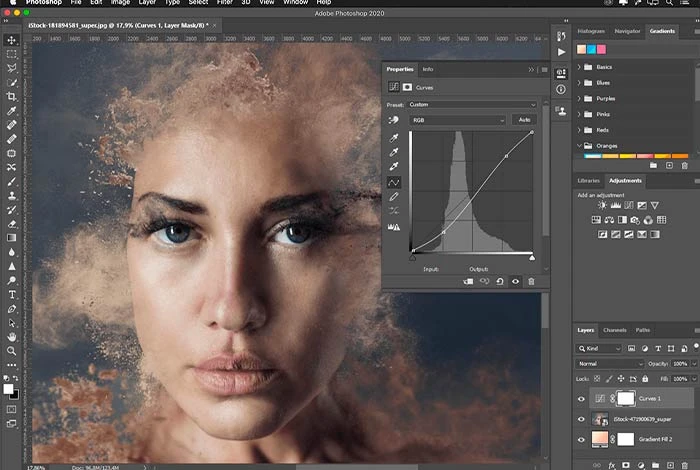 Photoshop File Edit Image Layer Type Select Filter 3D View Window Help
Adobe Photoshop 2020
iStock-181894581_super.jpg @ 17,9% (Curves 1, Layer Mask/8) *
Histogram Navigator Gradients
Basics
Blues
Purples
Pinks
Reds
Oranges
Properties Info
Curves
Preset: Custom
RGB Auto
Input: Output:
Libraries Adjustments
Add an adjustment
Layers Channels Paths
Kind
Normal Opacity: 100%
Lock: Fill: 100%
Curves 1
iStock-471900639_super
Gradient Fill 2
17,86% Doc: 96,8M/123,4M